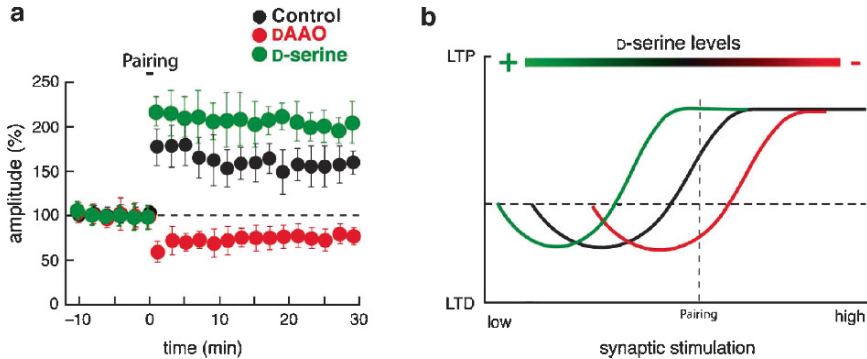 a
Control
DAAO
D-serine
Pairing
250
200
150
100
50
0
amplitude (%)
-10
0
10
20
30
time (min)
b
D-serine levels
LTP
+
-
LTD
low
Pairing
high
synaptic stimulation